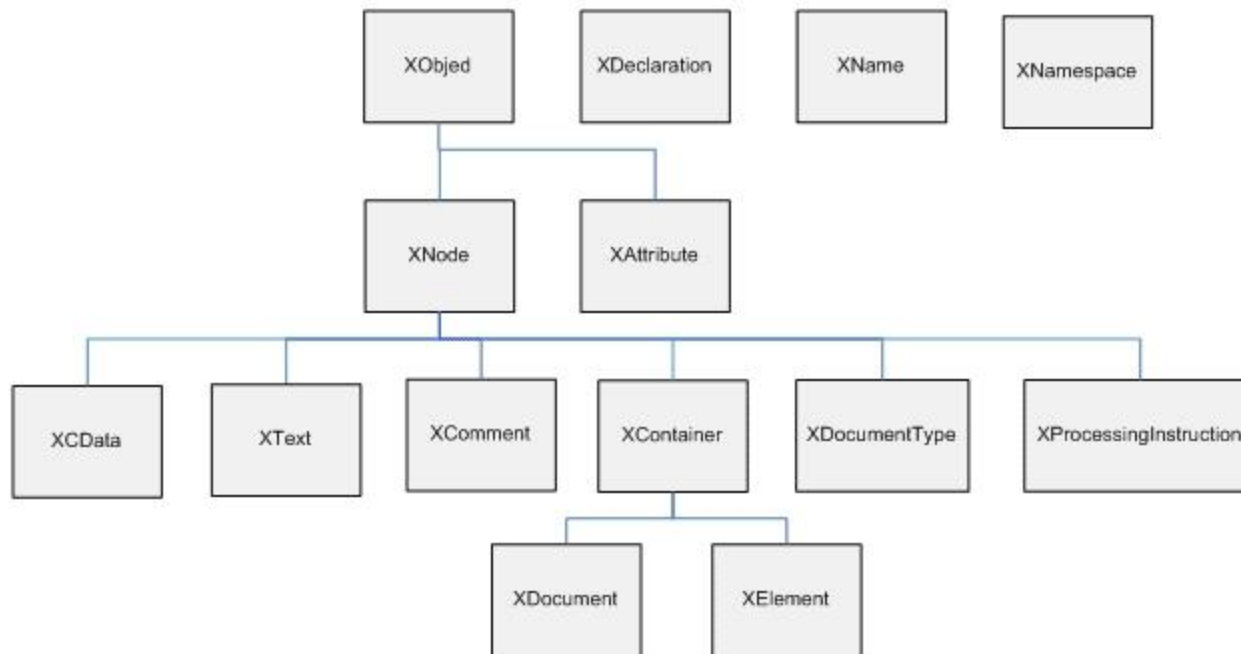 XObjed
XDeclaration
XName
XNamespace
XNode
XAttribute
XCData
XText
XComment
XContainer
XDocumentType
XProcessingInstruction
XDocument
XElement